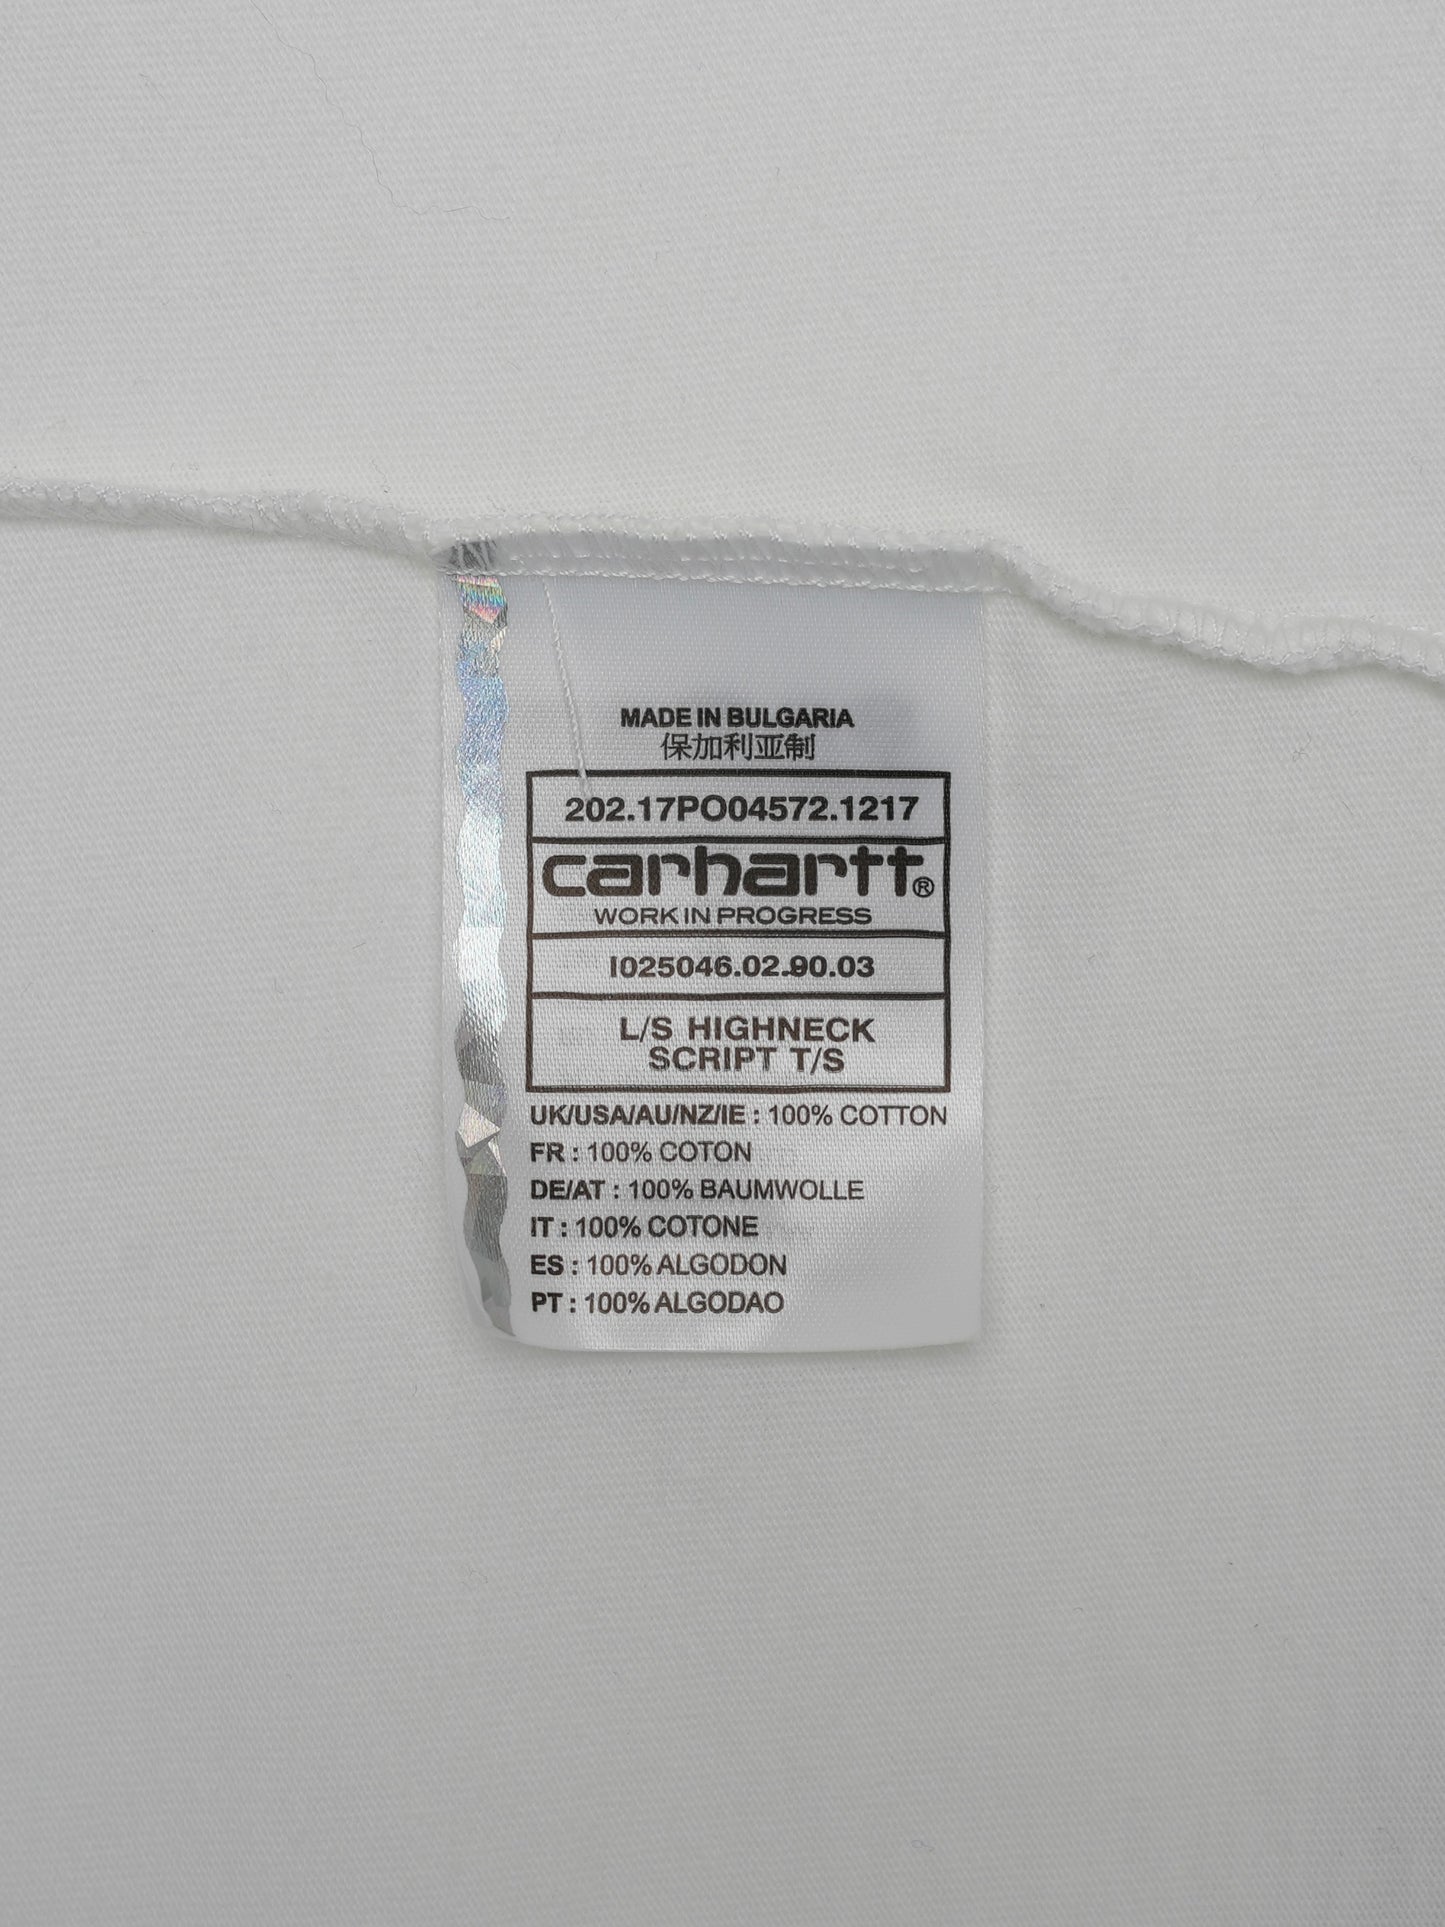 MADE IN BULGARIA
保加利亚制
202.17PO04572.1217
carhartt®
WORK IN PROGRESS
I025046.02.90.03
L/S HIGHNECK
SCRIPT T/S
UK/USA/AU/NZ/IE : 100% COTTON
FR : 100% COTON
DE/AT : 100% BAUMWOLLE
IT : 100% COTONE
ES : 100% ALGODON
PT : 100% ALGODAO